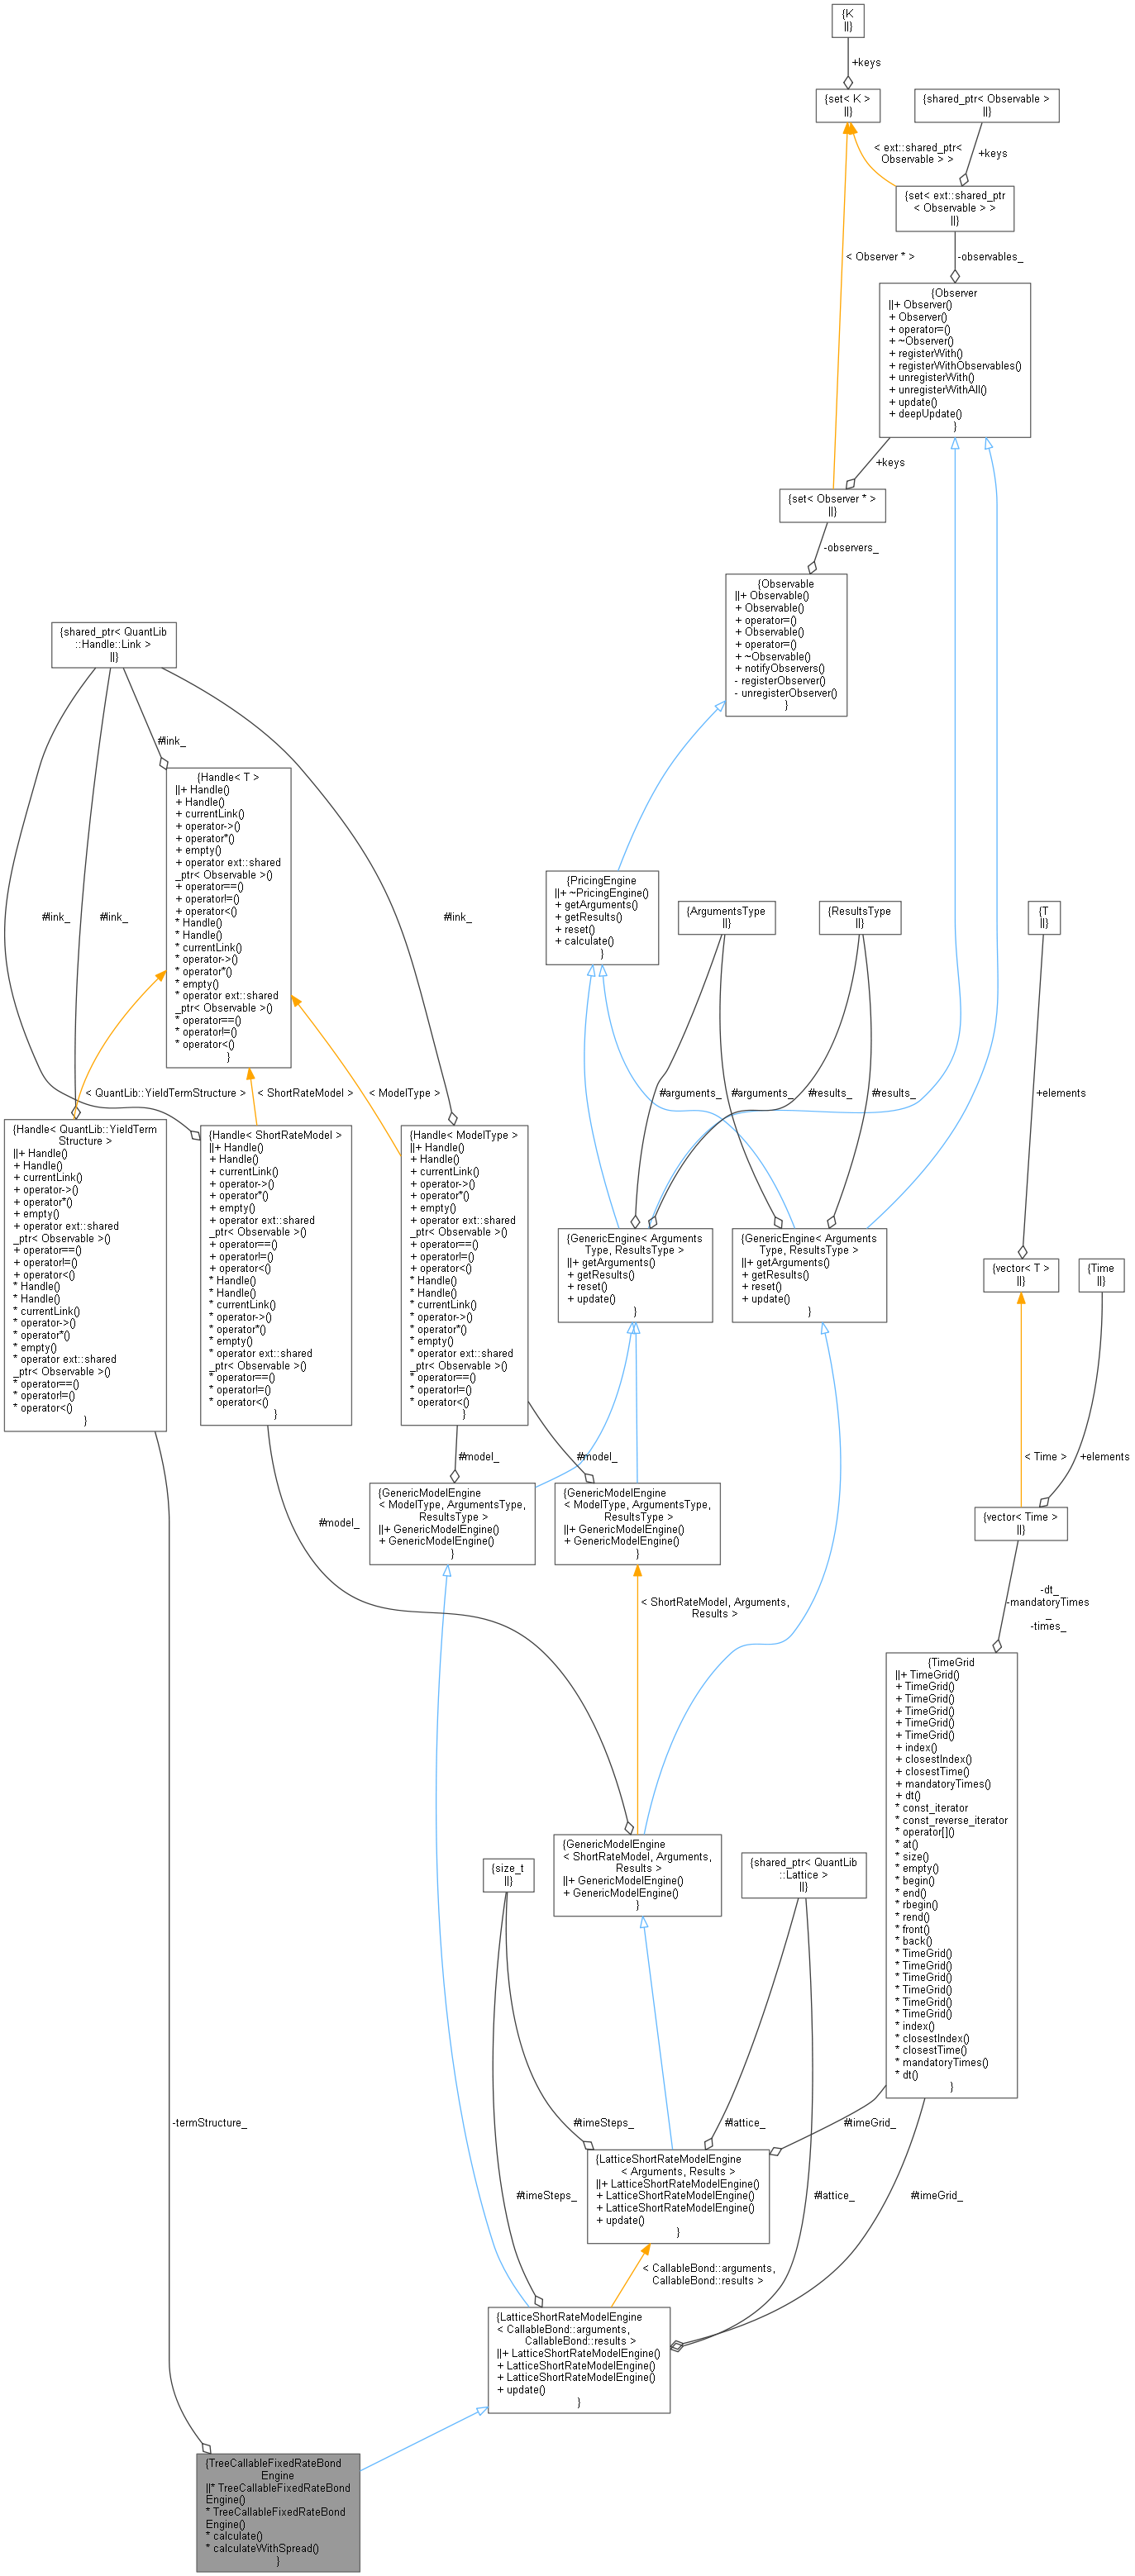 {K
||}
+keys
{set< K >
||}
{shared_ptr< Observable >
||}
< ext::shared_ptr<
Observable > >
+keys
{set< ext::shared_ptr
< Observable > >
||}
< Observer * >
-observables_
{Observer
||+ Observer()
+ Observer()
+ operator=()
+ ~Observer()
+ registerWith()
+ registerWithObservables()
+ unregisterWith()
+ unregisterWithAll()
+ update()
+ deepUpdate()
}
+keys
{set< Observer * >
||}
-observers_
{Observable
||+ Observable()
+ Observable()
+ operator=()
+ Observable()
+ operator=()
+ ~Observable()
+ notifyObservers()
- registerObserver()
- unregisterObserver()
}
{shared_ptr< QuantLib
::Handle::Link >
||}
#link_
{Handle< T >
||+ Handle()
+ Handle()
+ currentLink()
+ operator->()
+ operator*()
+ empty()
+ operator ext::shared
_ptr< Observable >()
+ operator==()
+ operator!=()
+ operator<()
* Handle()
* Handle()
* currentLink()
* operator->()
* operator*()
* empty()
* operator ext::shared
_ptr< Observable >()
* operator==()
* operator!=()
* operator<()
}
#link_
#link_
#link_
{PricingEngine
||+ ~PricingEngine()
+ getArguments()
+ getResults()
+ reset()
+ calculate()
}
{ArgumentsType
||}
{ResultsType
||}
{T
||}
< QuantLib::YieldTermStructure >
< ShortRateModel >
< ModelType >
#arguments_
#arguments_
#results_
#results_
+elements
{Handle< QuantLib::YieldTerm
Structure >
||+ Handle()
+ Handle()
+ currentLink()
+ operator->()
+ operator*()
+ empty()
+ operator ext::shared
_ptr< Observable >()
+ operator==()
+ operator!=()
+ operator<()
* Handle()
* Handle()
* currentLink()
* operator->()
* operator*()
* empty()
* operator ext::shared
_ptr< Observable >()
* operator==()
* operator!=()
* operator<()
}
{Handle< ShortRateModel >
||+ Handle()
+ Handle()
+ currentLink()
+ operator->()
+ operator*()
+ empty()
+ operator ext::shared
_ptr< Observable >()
+ operator==()
+ operator!=()
+ operator<()
* Handle()
* Handle()
* currentLink()
* operator->()
* operator*()
* empty()
* operator ext::shared
_ptr< Observable >()
* operator==()
* operator!=()
* operator<()
}
{Handle< ModelType >
||+ Handle()
+ Handle()
+ currentLink()
+ operator->()
+ operator*()
+ empty()
+ operator ext::shared
_ptr< Observable >()
+ operator==()
+ operator!=()
+ operator<()
* Handle()
* Handle()
* currentLink()
* operator->()
* operator*()
* empty()
* operator ext::shared
_ptr< Observable >()
* operator==()
* operator!=()
* operator<()
}
{GenericEngine< Arguments
Type, ResultsType >
||+ getArguments()
+ getResults()
+ reset()
+ update()
}
{GenericEngine< Arguments
Type, ResultsType >
||+ getArguments()
+ getResults()
+ reset()
+ update()
}
{vector< T >
||}
{Time
||}
#model_
#model_
#model_
< Time >
+elements
{GenericModelEngine
< ModelType, ArgumentsType,
ResultsType >
||+ GenericModelEngine()
+ GenericModelEngine()
}
{GenericModelEngine
< ModelType, ArgumentsType,
ResultsType >
||+ GenericModelEngine()
+ GenericModelEngine()
}
{vector< Time >
||}
< ShortRateModel, Arguments,
Results >
-dt_
-mandatoryTimes
_
-times_
{TimeGrid
||+ TimeGrid()
+ TimeGrid()
+ TimeGrid()
+ TimeGrid()
+ TimeGrid()
+ TimeGrid()
+ index()
+ closestIndex()
+ closestTime()
+ mandatoryTimes()
+ dt()
* const_iterator
* const_reverse_iterator
* operator[]()
* at()
* size()
* empty()
* begin()
* end()
* rbegin()
* rend()
* front()
* back()
* TimeGrid()
* TimeGrid()
* TimeGrid()
* TimeGrid()
* TimeGrid()
* TimeGrid()
* index()
* closestIndex()
* closestTime()
* mandatoryTimes()
* dt()
}
{GenericModelEngine
< ShortRateModel, Arguments,
Results >
||+ GenericModelEngine()
+ GenericModelEngine()
}
{size_t
||}
{shared_ptr< QuantLib
::Lattice >
||}
-termStructure_
#timeSteps_
#lattice_
#timeGrid_
{LatticeShortRateModelEngine
< Arguments, Results >
||+ LatticeShortRateModelEngine()
+ LatticeShortRateModelEngine()
+ LatticeShortRateModelEngine()
+ update()
}
#timeSteps_
#lattice_
#timeGrid_
< CallableBond::arguments,
CallableBond::results >
{LatticeShortRateModelEngine
< CallableBond::arguments,
CallableBond::results >
||+ LatticeShortRateModelEngine()
+ LatticeShortRateModelEngine()
+ LatticeShortRateModelEngine()
+ update()
}
{TreeCallableFixedRateBond
Engine
||* TreeCallableFixedRateBond
Engine()
* TreeCallableFixedRateBond
Engine()
* calculate()
* calculateWithSpread()
}